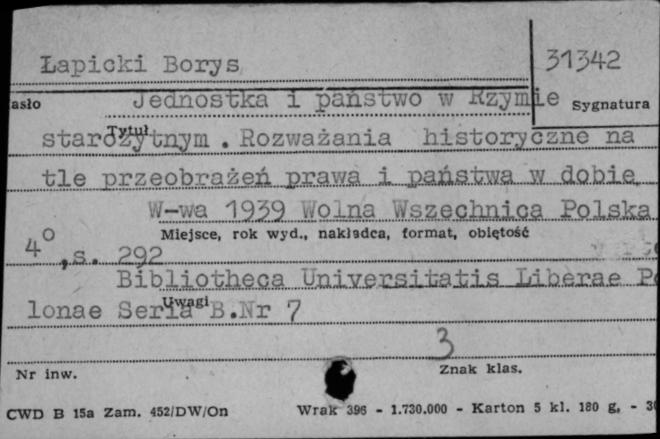 Łapicki Borys 31342
asło Jednostka i państwo w Rzymie Sygnatura
Tytuł
starożytnym . Rozważania historyczne na
tle przeobrażeń prawa i państwa w dobie
W-wa 1939 Wolna Wszechnica Polska
Miejsce, rok wyd., nakładca, format, objętość
4° ,s. 292
Bibliotheca Universitatis Liberae Po
Uwagi
lonae Seria B.Nr 7
3
Nr inw. Znak klas.
CWD B 15a Zam. 452/DW/On Wrak 396 - 1.730.000 - Karton 5 kl. 180 g, - 30